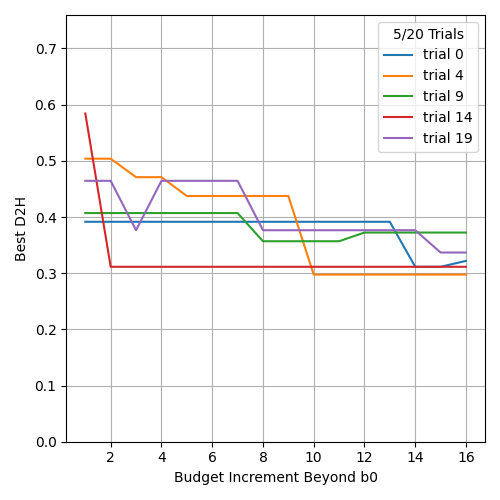 5/20 Trials
trial 0
trial 4
trial 9
trial 14
trial 19
Best D2H
0.7
0.6
0.5
0.4
0.3
0.2
0.1
0.0
2 4 6 8 10 12 14 16
Budget Increment Beyond b0